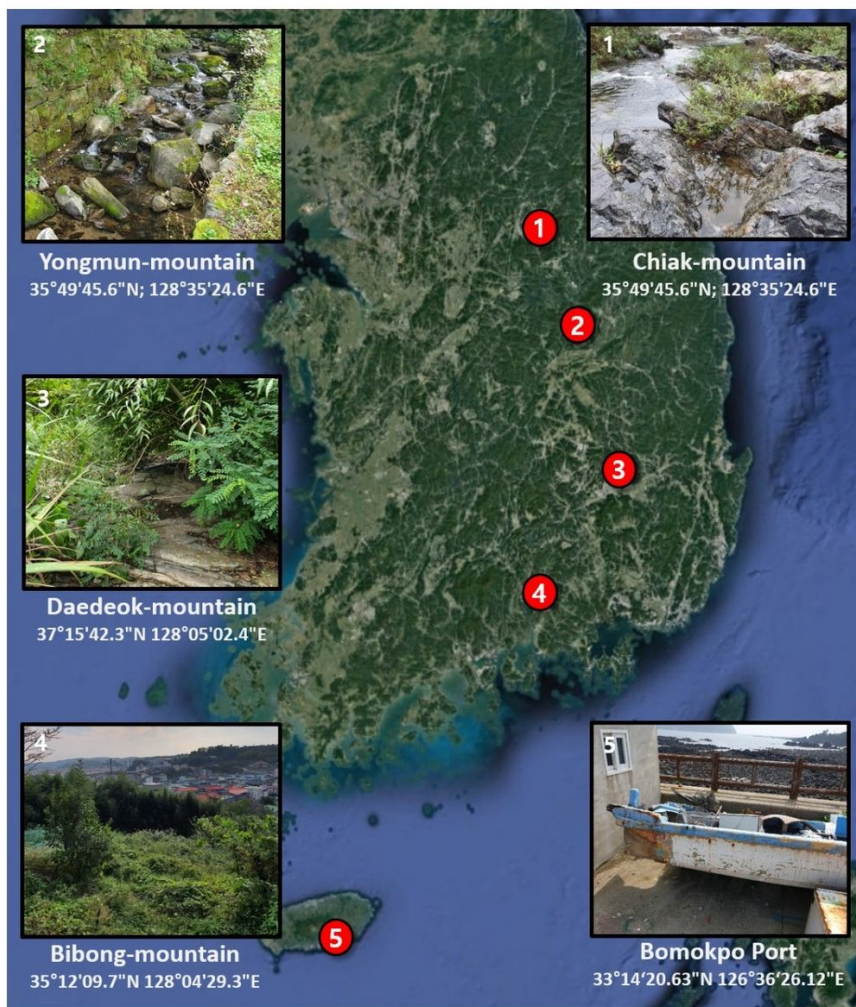 2
1
Yongmun-mountain
35°49'45.6"N; 128°35'24.6"E
Chiak-mountain
35°49'45.6"N; 128°35'24.6"E
1
2
3
Daedeok-mountain
37°15'42.3"N 128°05'02.4"E
3
4
4
Bibong-mountain
35°12'09.7"N 128°04'29.3"E
5
5
Bomokpo Port
33°14‘20.63”N 126°36‘26.12”E